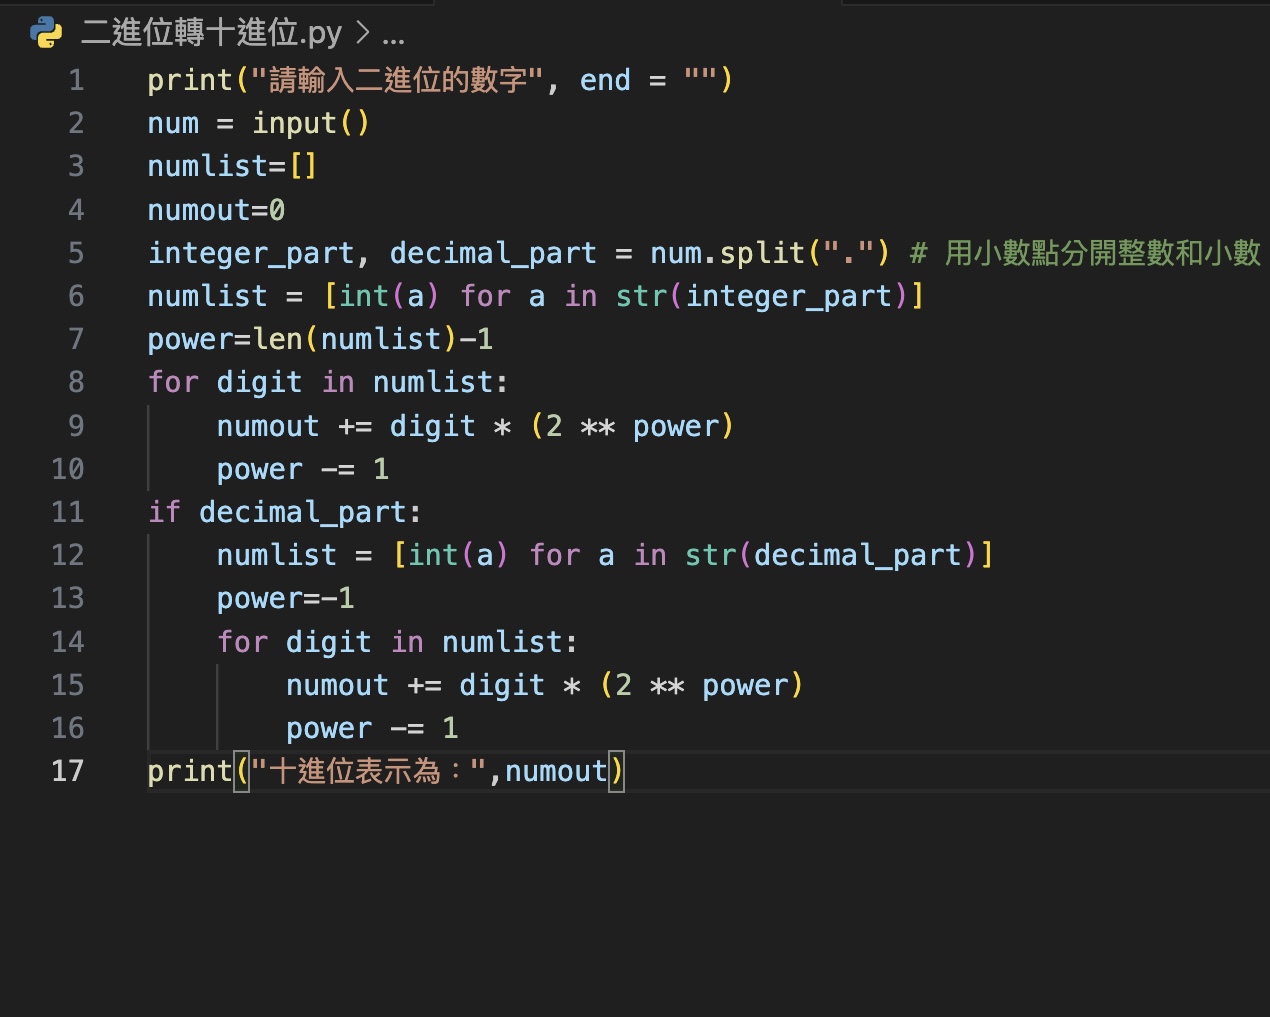 二進位轉十進位.py > ...
1 print("請輸入二進位的數字", end = "")
2 num = input()
3 numlist=[]
4 numout=0
5 integer_part, decimal_part = num.split(".") # 用小數點分開整數和小數
6 numlist = [int(a) for a in str(integer_part)]
7 power=len(numlist)-1
8 for digit in numlist:
9     numout += digit * (2 ** power)
10     power -= 1
11 if decimal_part:
12     numlist = [int(a) for a in str(decimal_part)]
13     power=-1
14     for digit in numlist:
15         numout += digit * (2 ** power)
16         power -= 1
17 print("十進位表示為：",numout)